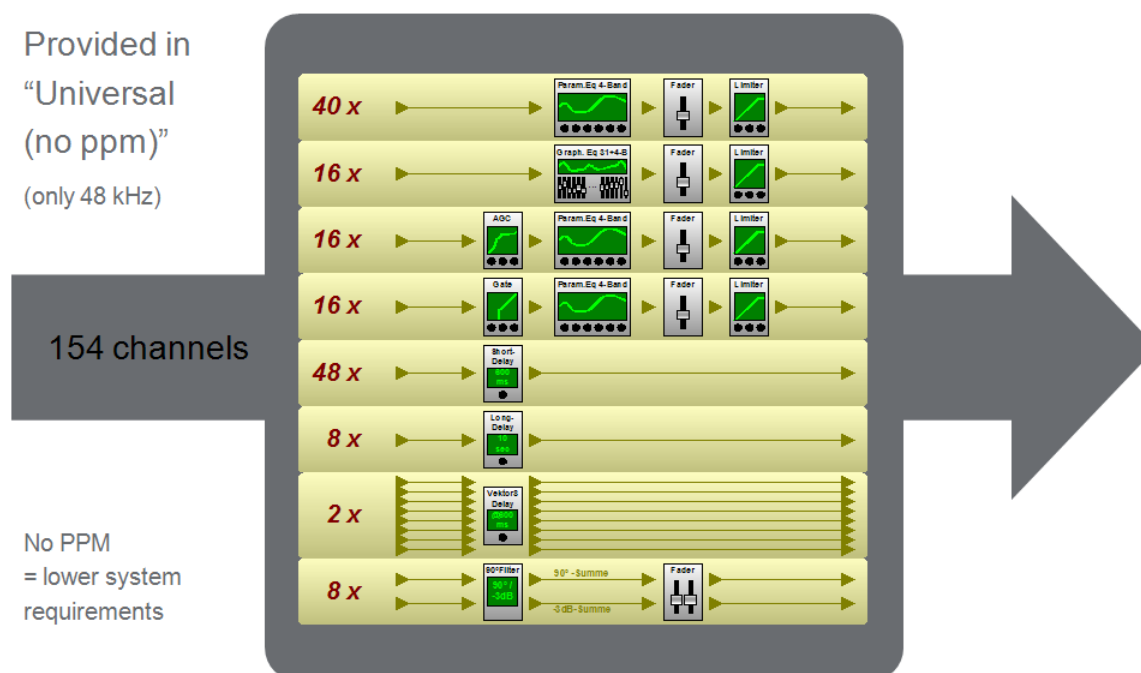 Provided in
“Universal
(no ppm)”
(only 48 kHz)
154 channels
No PPM
= lower system
requirements
40 x
Param.Eq 4-Band
Fader
Limiter
16 x
Graph. Eq 31+4-B
Fader
Limiter
16 x
AGC
Param.Eq 4-Band
Fader
Limiter
16 x
Gate
Param.Eq 4-Band
Fader
Limiter
48 x
Short-
Delay
ms
8 x
Long-
Delay
10
sec
2 x
Vektor8
Delay
ms
8 x
90°Filter
90° /
-3dB
90° -Summe
-3dB-Summe
Fader